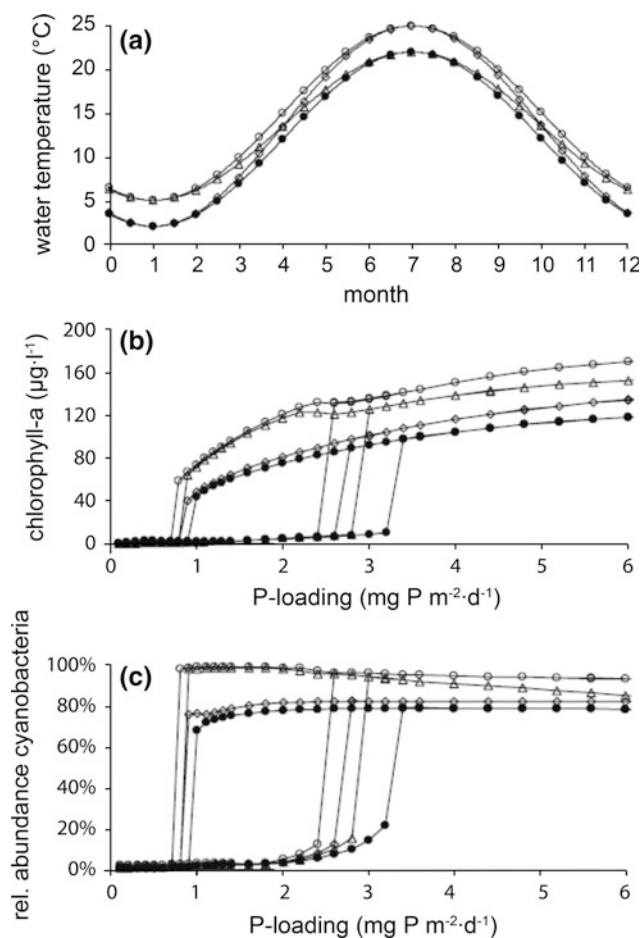 (a)
water temperature (°C)
25
20
15
10
5
0
0 1 2 3 4 5 6 7 8 9 10 11 12
month
(b)
chlorophyll-a (µg·l-1)
200
160
120
80
40
0
0 1 2 3 4 5 6
P-loading (mg P m-2·d-1)
(c)
rel. abundance cyanobacteria
100%
80%
60%
40%
20%
0%
0 1 2 3 4 5 6
P-loading (mg P m-2·d-1)